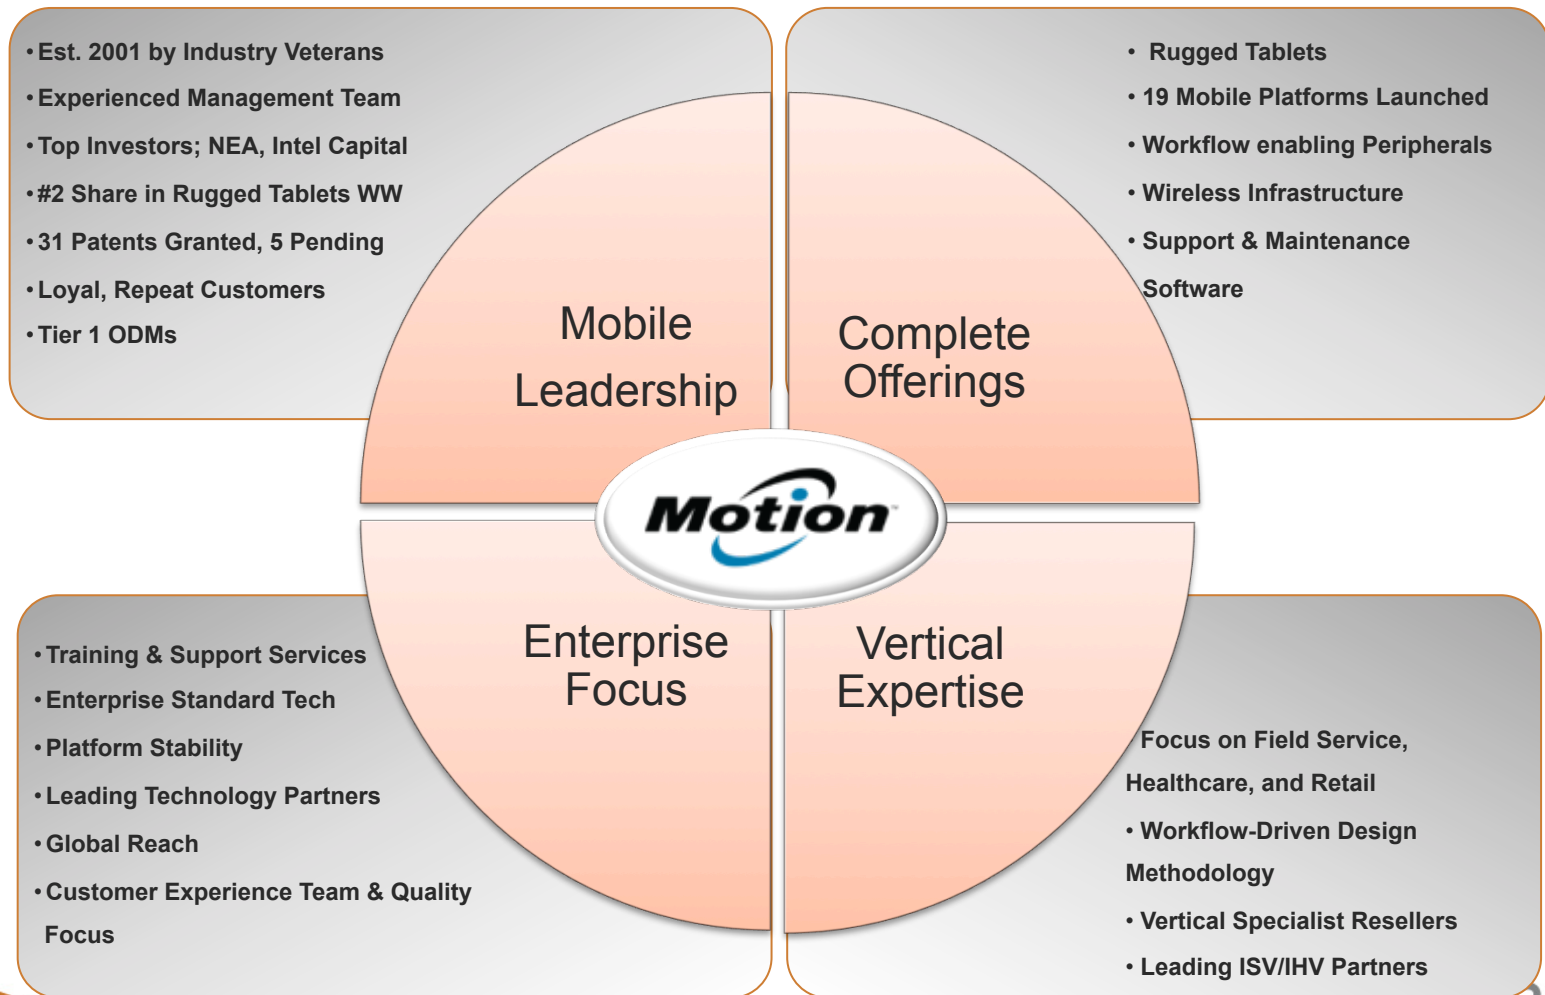 • Est. 2001 by Industry Veterans
• Experienced Management Team
• Top Investors; NEA, Intel Capital
• #2 Share in Rugged Tablets WW
• 31 Patents Granted, 5 Pending
• Loyal, Repeat Customers
• Tier 1 ODMs
Mobile
Leadership
• Rugged Tablets
• 19 Mobile Platforms Launched
• Workflow enabling Peripherals
• Wireless Infrastructure
• Support & Maintenance
Software
Complete
Offerings
Motion™
• Training & Support Services
• Enterprise Standard Tech
• Platform Stability
• Leading Technology Partners
• Global Reach
• Customer Experience Team & Quality
Focus
Enterprise
Focus
Vertical
Expertise
Focus on Field Service,
Healthcare, and Retail
• Workflow-Driven Design
Methodology
• Vertical Specialist Resellers
• Leading ISV/IHV Partners